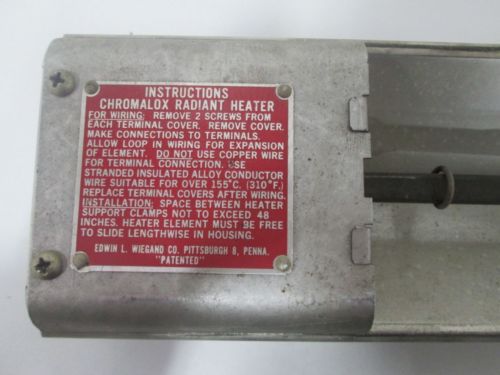 INSTRUCTIONS
CHROMALOX RADIANT HEATER
FOR WIRING: REMOVE 2 SCREWS FROM
EACH TERMINAL COVER. REMOVE COVER.
MAKE CONNECTIONS TO TERMINALS.
ALLOW LOOP IN WIRING FOR EXPANSION
OF ELEMENT. DO NOT USE COPPER WIRE
FOR TERMINAL CONNECTION. USE
STRANDED INSULATED ALLOY CONDUCTOR
WIRE SUITABLE FOR OVER 155°C. (310°F.)
REPLACE TERMINAL COVERS AFTER WIRING.
INSTALLATION: SPACE BETWEEN HEATER
SUPPORT CLAMPS NOT TO EXCEED 48
INCHES. HEATER ELEMENT MUST BE FREE
TO SLIDE LENGTHWISE IN HOUSING.
EDWIN L. WIEGAND CO. PITTSBURGH 8, PENNA.
"PATENTED"